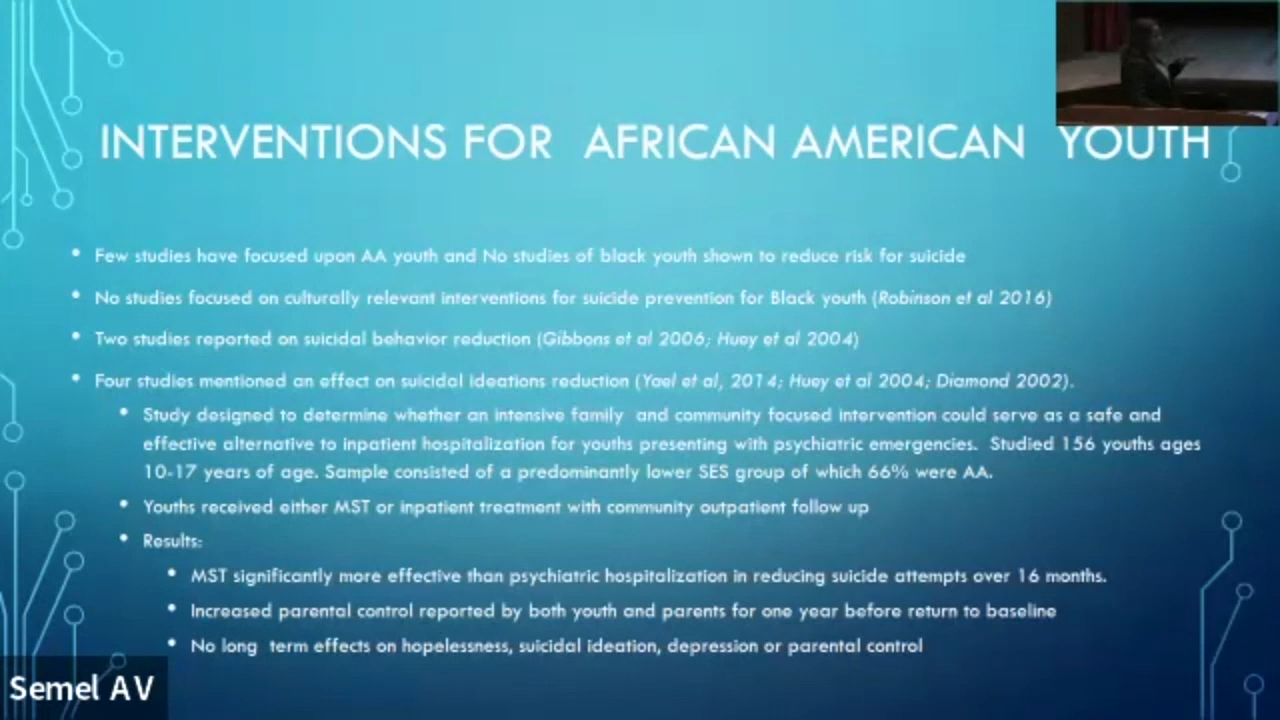 INTERVENTIONS FOR AFRICAN AMERICAN YOUTH
• Few studies have focused upon AA youth and No studies of black youth shown to reduce risk for suicide
• No studies focused on culturally relevant interventions for suicide prevention for Black youth (Robinson et al 2016)
• Two studies reported on suicidal behavior reduction (Gibbons et al 2006; Huey et al 2004)
• Four studies mentioned an effect on suicidal ideations reduction (Yael et al, 2014; Huey et al 2004; Diamond 2002).
• Study designed to determine whether an intensive family and community focused intervention could serve as a safe and
effective alternative to inpatient hospitalization for youths presenting with psychiatric emergencies. Studied 156 youths ages
10-17 years of age. Sample consisted of a predominantly lower SES group of which 66% were AA.
• Youths received either MST or inpatient treatment with community outpatient follow up
• Results:
• MST significantly more effective than psychiatric hospitalization in reducing suicide attempts over 16 months.
• Increased parental control reported by both youth and parents for one year before return to baseline
• No long term effects on hopelessness, suicidal ideation, depression or parental control
Semel AV